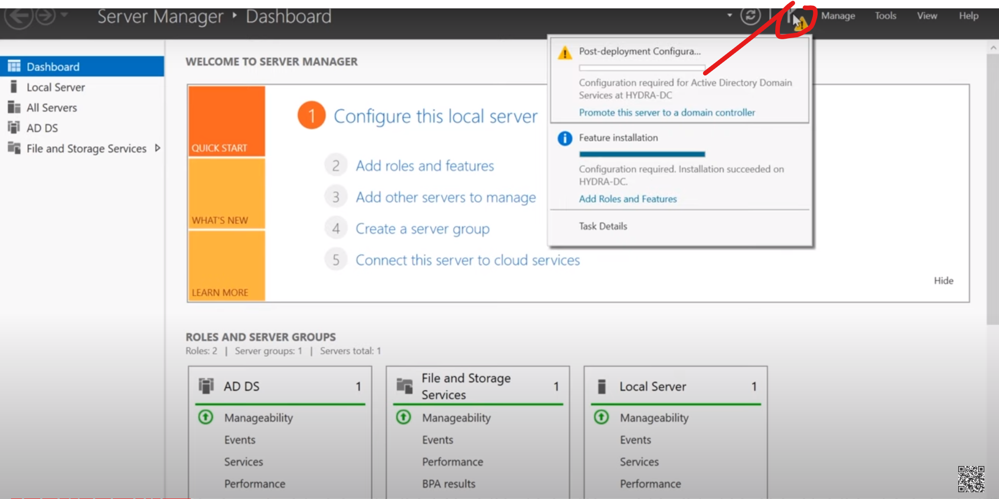 Server Manager ‣ Dashboard
Manage Tools View Help
Dashboard
Local Server
All Servers
AD DS
File and Storage Services
WELCOME TO SERVER MANAGER
QUICK START
WHAT'S NEW
LEARN MORE
1 Configure this local server
2 Add roles and features
3 Add other servers to manage
4 Create a server group
5 Connect this server to cloud services
Hide
Post-deployment Configura...
Configuration required for Active Directory Domain
Services at HYDRA-DC
Promote this server to a domain controller
Feature installation
Configuration required. Installation succeeded on
HYDRA-DC.
Add Roles and Features
Task Details
ROLES AND SERVER GROUPS
Roles: 2 | Server groups: 1 | Servers total: 1
AD DS 1
Manageability
Events
Services
Performance
File and Storage
Services 1
Manageability
Events
Performance
BPA results
Local Server 1
Manageability
Events
Services
Performance